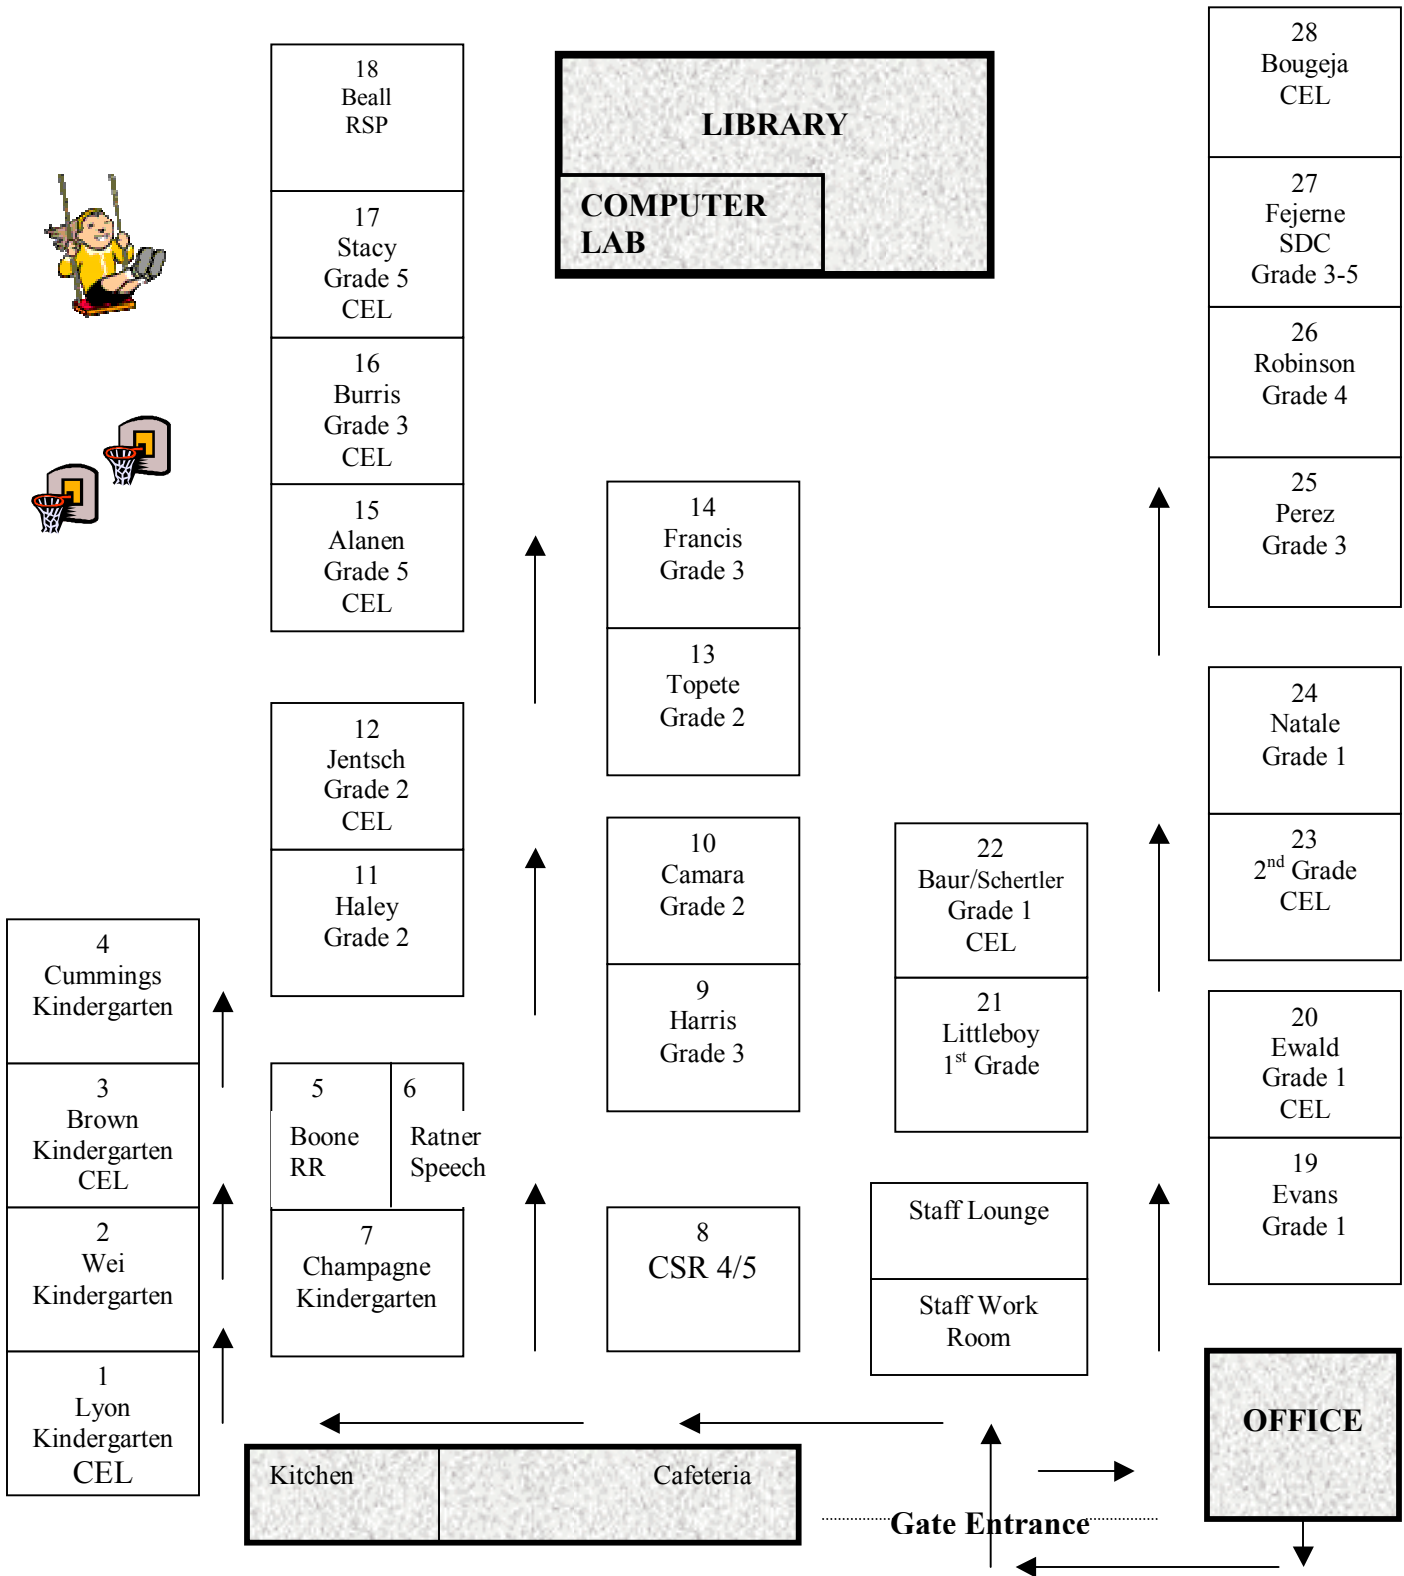 18
Beall
RSP
17
Stacy
Grade 5
CEL
16
Burris
Grade 3
CEL
15
Alanen
Grade 5
CEL
LIBRARY
COMPUTER
LAB
28
Bougeja
CEL
27
Fejerne
SDC
Grade 3-5
26
Robinson
Grade 4
25
Perez
Grade 3
14
Francis
Grade 3
13
Topete
Grade 2
12
Jentsch
Grade 2
CEL
11
Haley
Grade 2
10
Camara
Grade 2
9
Harris
Grade 3
22
Baur/Schertler
Grade 1
CEL
21
Littleboy
1st Grade
24
Natale
Grade 1
23
2nd Grade
CEL
20
Ewald
Grade 1
CEL
19
Evans
Grade 1
4
Cummings
Kindergarten
3
Brown
Kindergarten
CEL
2
Wei
Kindergarten
1
Lyon
Kindergarten
CEL
5
Boone
RR
6
Ratner
Speech
7
Champagne
Kindergarten
8
CSR 4/5
Staff Lounge
Staff Work
Room
OFFICE
Kitchen
Cafeteria
Gate Entrance